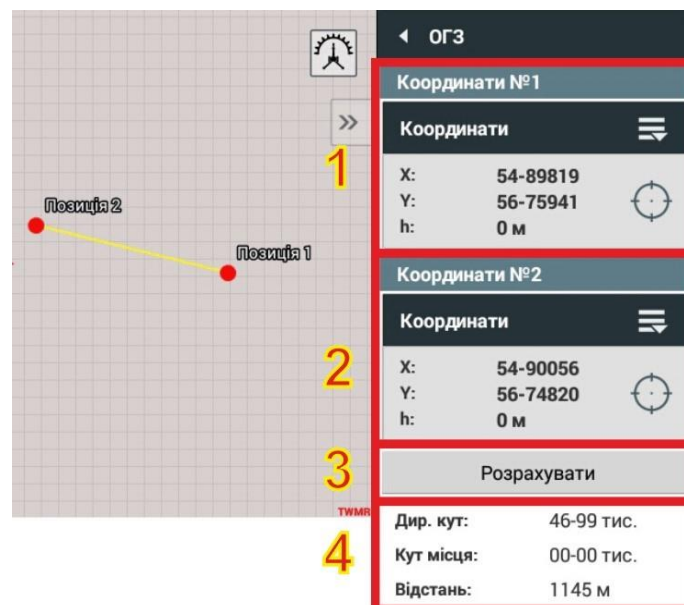 ОГЗ
Координати №1
Координати
X: 54-89819
Y: 56-75941
h: 0 м
1
Позиція 2
Позиція 1
Координати №2
Координати
X: 54-90056
Y: 56-74820
h: 0 м
2
Розрахувати
3
TWMR
Дир. кут: 46-99 тис.
Кут місця: 00-00 тис.
Відстань: 1145 м
4